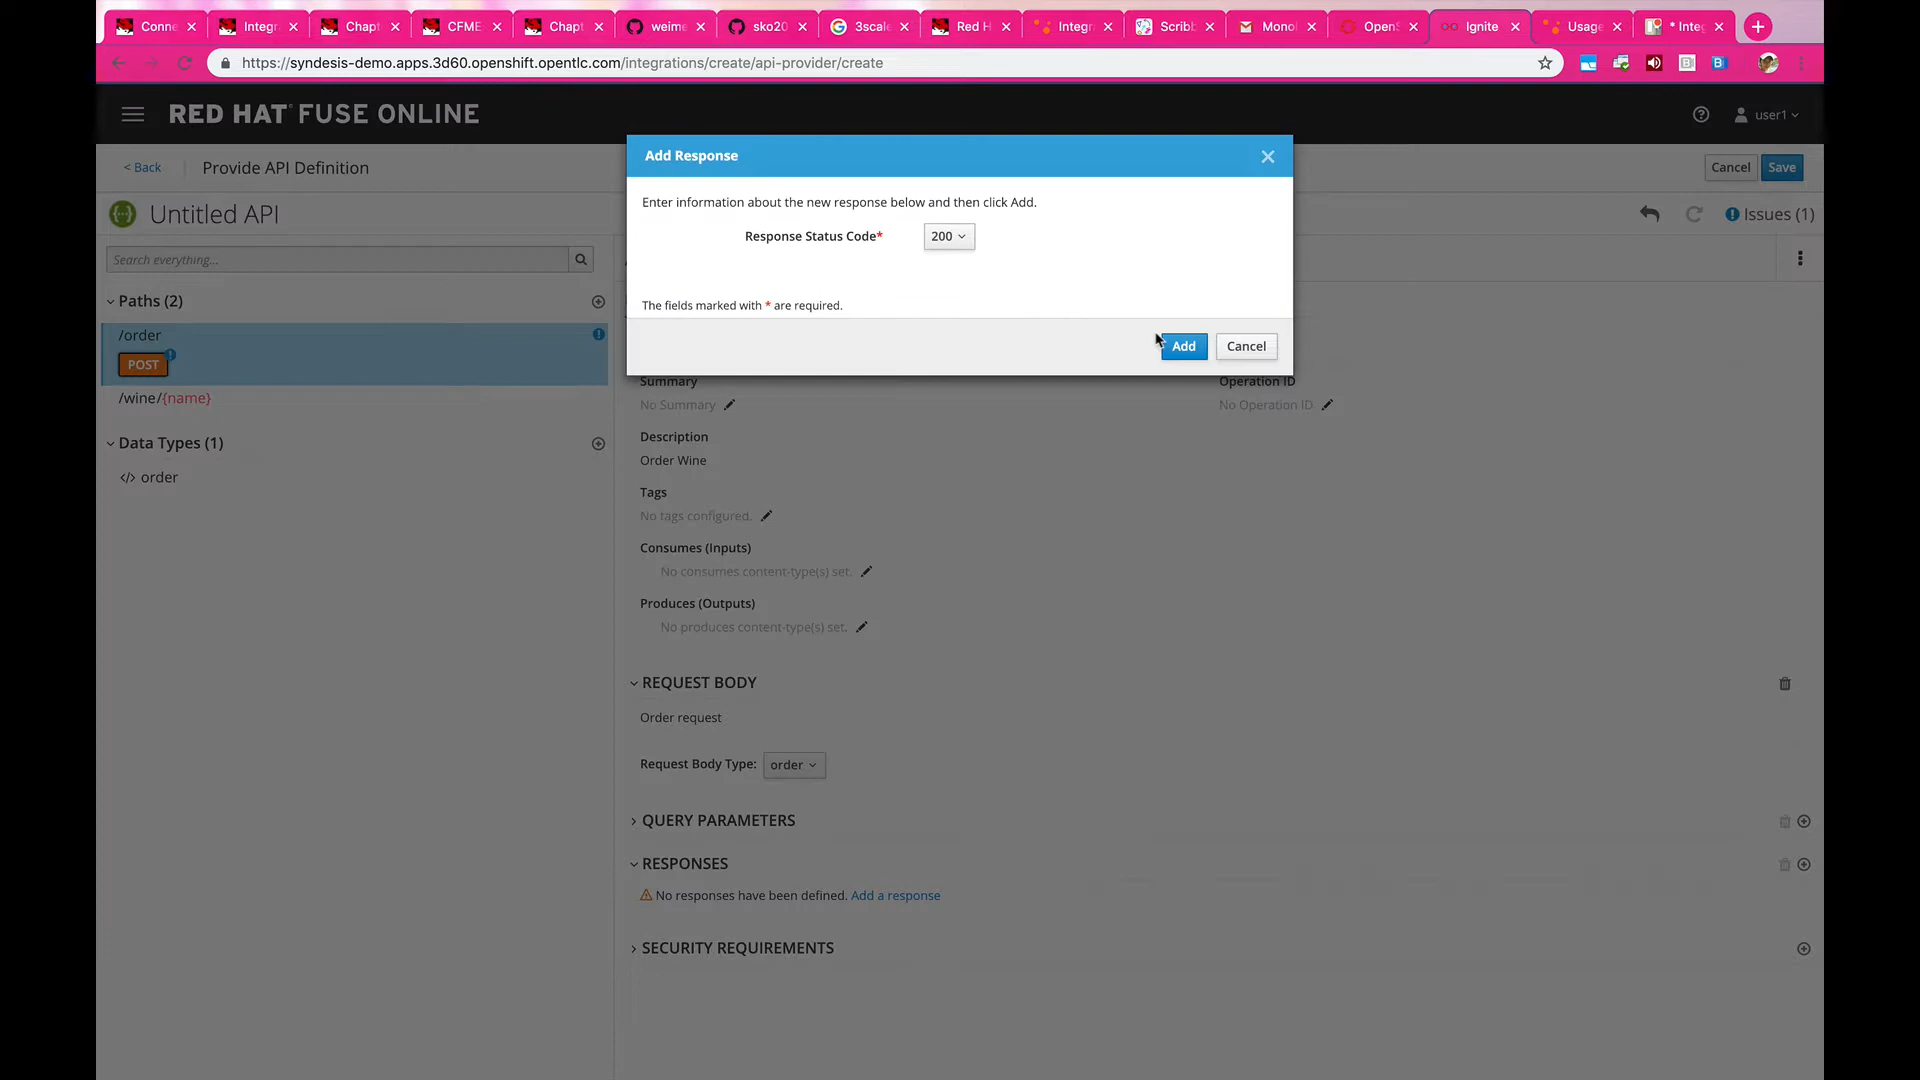 Conne
Integr
Chapt
CFME
Chapt
weime
sko20
3scale
Red H
Integr
Scribb
Monol
OpenS
Ignite
Usage
* Integ
https://syndesis-demo.apps.3d60.openshift.opentlc.com/integrations/create/api-provider/create
RED HAT FUSE ONLINE
user1
< Back
Provide API Definition
Cancel
Save
Untitled API
Issues (1)
Search everything...
Paths (2)
/order
POST
/wine/{name}
Data Types (1)
order
Add Response
Enter information about the new response below and then click Add.
Response Status Code*
200
The fields marked with * are required.
Add
Cancel
Summary
No Summary
Operation ID
No Operation ID
Description
Order Wine
Tags
No tags configured.
Consumes (Inputs)
No consumes content-type(s) set.
Produces (Outputs)
No produces content-type(s) set.
REQUEST BODY
Order request
Request Body Type: order
QUERY PARAMETERS
RESPONSES
No responses have been defined. Add a response
SECURITY REQUIREMENTS